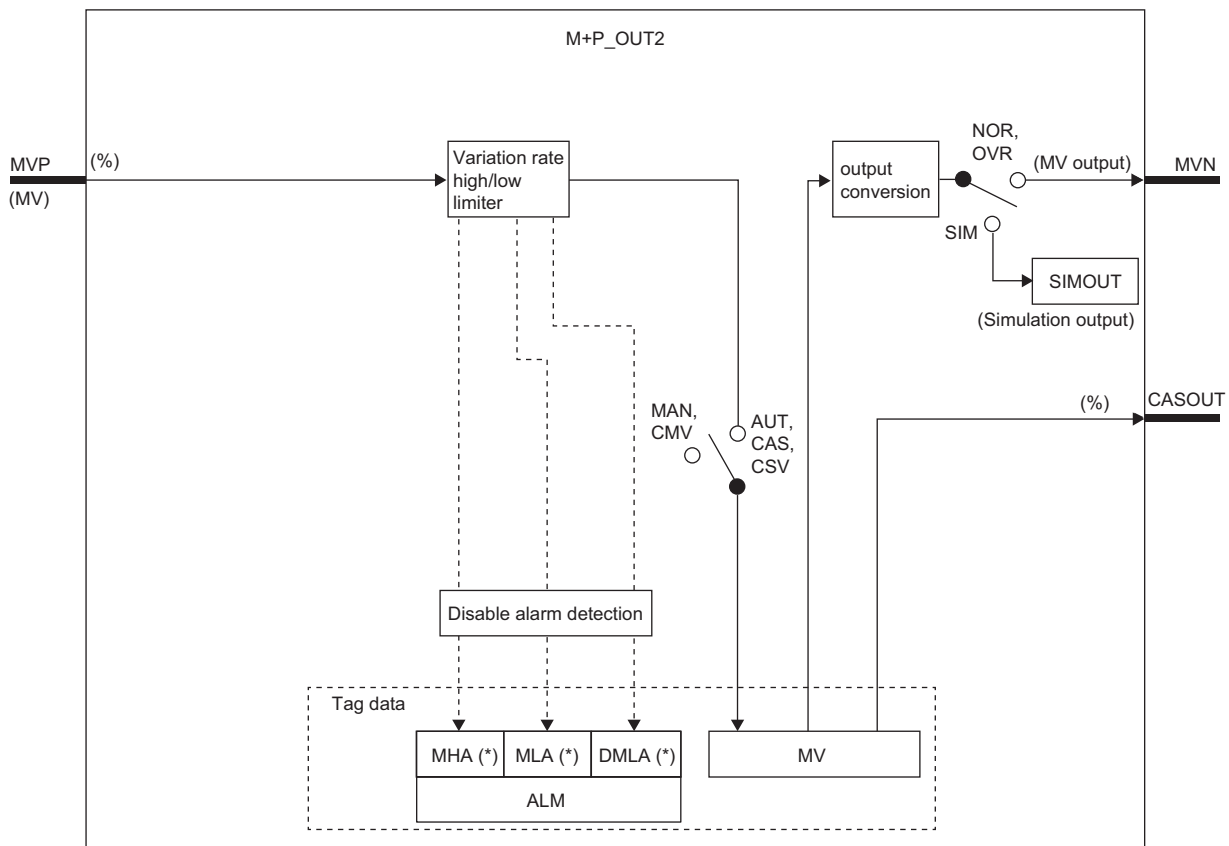 M+P_OUT2
MVP
(%)
(MV)
Variation rate
high/low
limiter
output
conversion
NOR,
OVR
(MV output)
MVN
SIM
SIMOUT
(Simulation output)
CASOUT
(%)
MAN,
CMV
AUT,
CAS,
CSV
Disable alarm detection
Tag data
MHA (*)
MLA (*)
DMLA (*)
MV
ALM